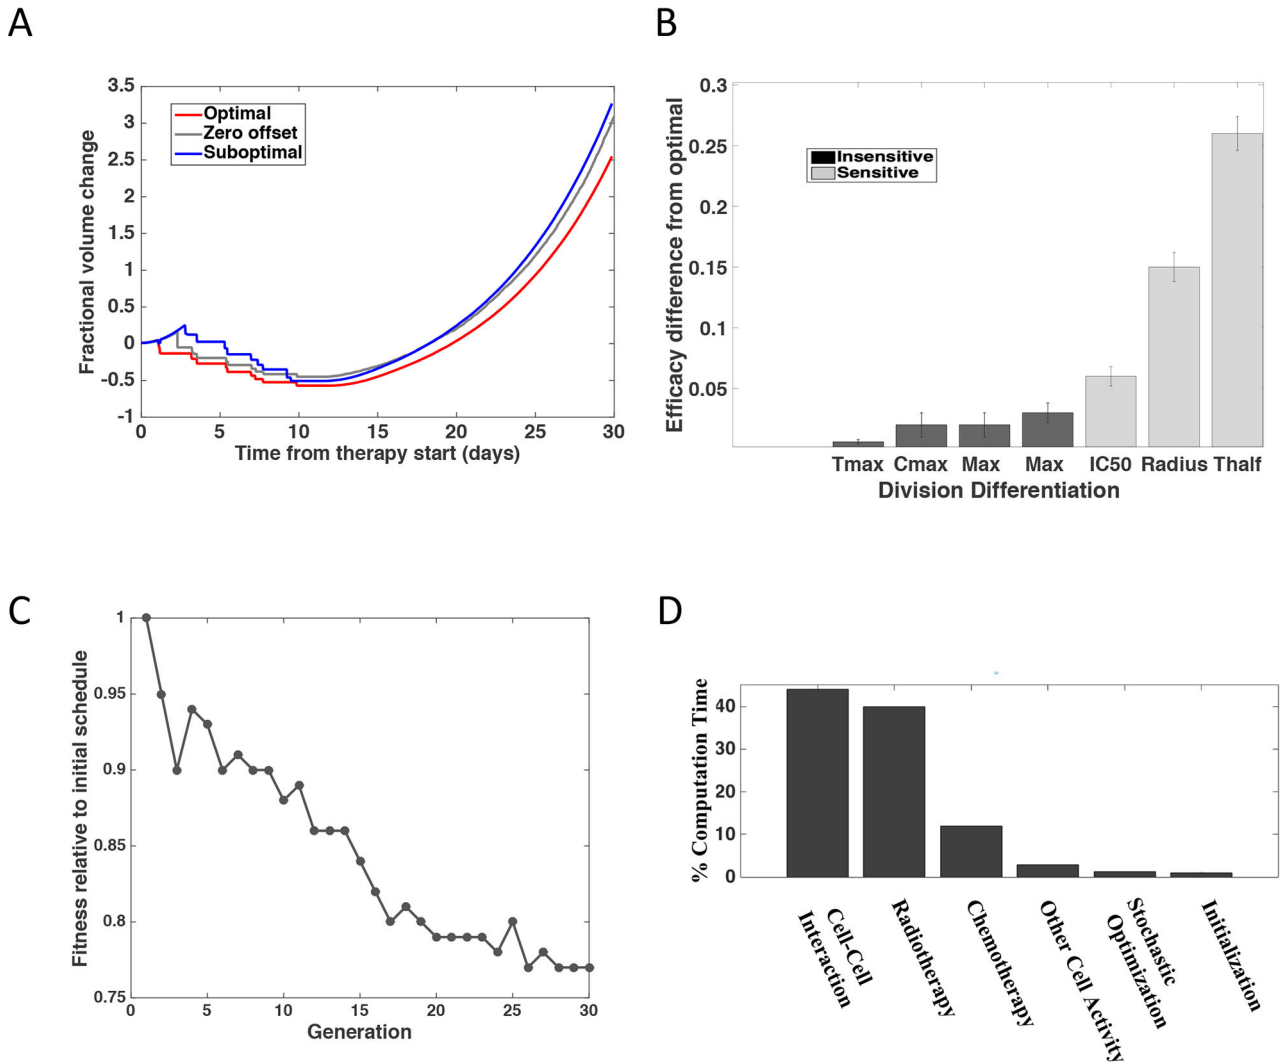 A
3.5
3
2.5
2
1.5
1
0.5
0
-0.5
-1
Optimal
Zero offset
Suboptimal
Fractional volume change
0 5 10 15 20 25 30
Time from therapy start (days)
B
0.3
0.25
0.2
0.15
0.1
0.05
Insensitive
Sensitive
Efficacy difference from optimal
Tmax Cmax Max Max IC50 Radius Thalf
Division Differentiation
C
1
0.95
0.9
0.85
0.8
0.75
Fitness relative to initial schedule
0 5 10 15 20 25 30
Generation
D
40
30
20
10
0
% Computation Time
Cell-Cell
Interaction
Radiotherapy
Chemotherapy
Other Cell Activity
Stochastic
Optimization
Initialization